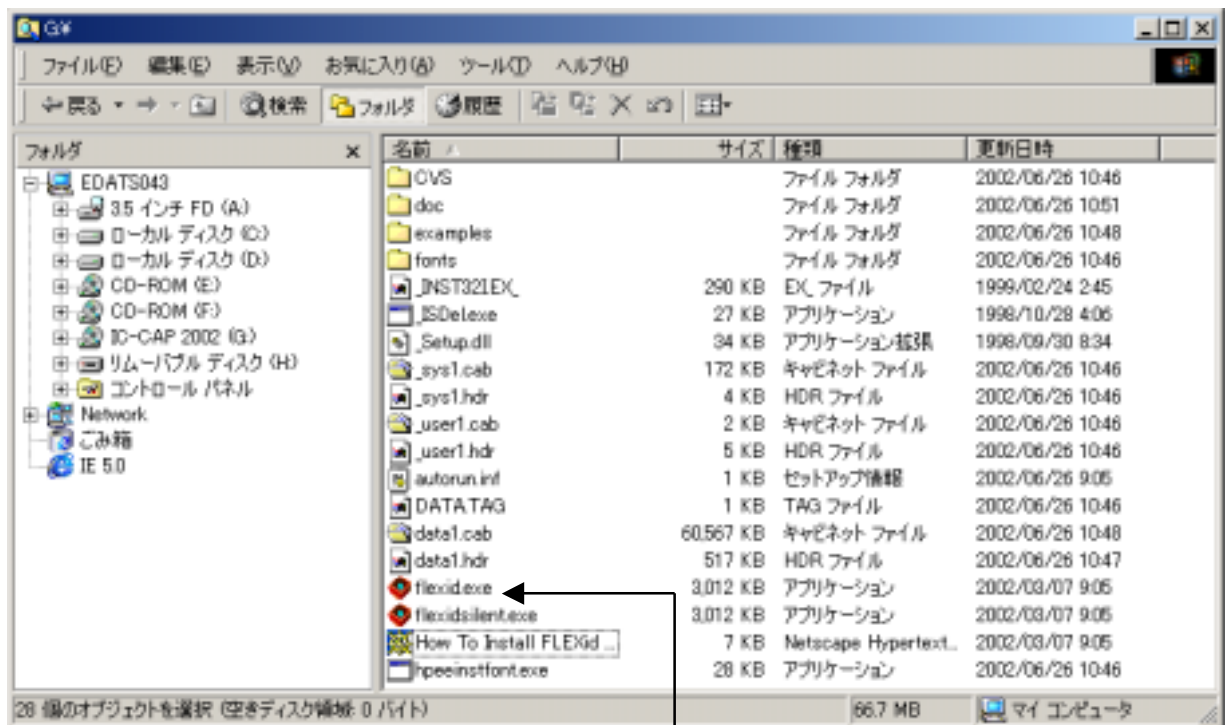 G:¥
ファイル(F) 編集(E) 表示(V) お気に入り(A) ツール(T) ヘルプ(H)
戻る 検索 フォルダ 履歴
フォルダ
EDATS043
3.5 インチ FD (A:)
ローカル ディスク (C:)
ローカル ディスク (D:)
CD-ROM (E:)
CD-ROM (F:)
IC-CAP 2002 (G:)
リムーバブル ディスク (H:)
コントロール パネル
Network
ごみ箱
IE 5.0
名前 サイズ 種類 更新日時
CVS ファイル フォルダ 2002/06/26 10:46
doc ファイル フォルダ 2002/06/26 10:51
examples ファイル フォルダ 2002/06/26 10:48
fonts ファイル フォルダ 2002/06/26 10:46
_INST32I.EX_ 290 KB EX_ ファイル 1999/02/24 2:45
_ISDel.exe 27 KB アプリケーション 1998/10/28 4:06
_Setup.dll 34 KB アプリケーション拡張 1998/09/30 8:34
_sys1.cab 172 KB キャビネット ファイル 2002/06/26 10:46
_sys1.hdr 4 KB HDR ファイル 2002/06/26 10:46
_user1.cab 2 KB キャビネット ファイル 2002/06/26 10:46
_user1.hdr 5 KB HDR ファイル 2002/06/26 10:46
autorun.inf 1 KB セットアップ情報 2002/06/26 9:05
DATA.TAG 1 KB TAG ファイル 2002/06/26 10:46
data1.cab 60,567 KB キャビネット ファイル 2002/06/26 10:48
data1.hdr 517 KB HDR ファイル 2002/06/26 10:47
flexid.exe 3,012 KB アプリケーション 2002/03/07 9:05
flexidsilent.exe 3,012 KB アプリケーション 2002/03/07 9:05
How To Install FLEXid ... 7 KB Netscape Hypertext... 2002/03/07 9:05
hpeeinstfont.exe 28 KB アプリケーション 2002/06/26 10:46
28 個のオブジェクトを選択 (空きディスク領域: 0 バイト) 66.7 MB マイ コンピュータ